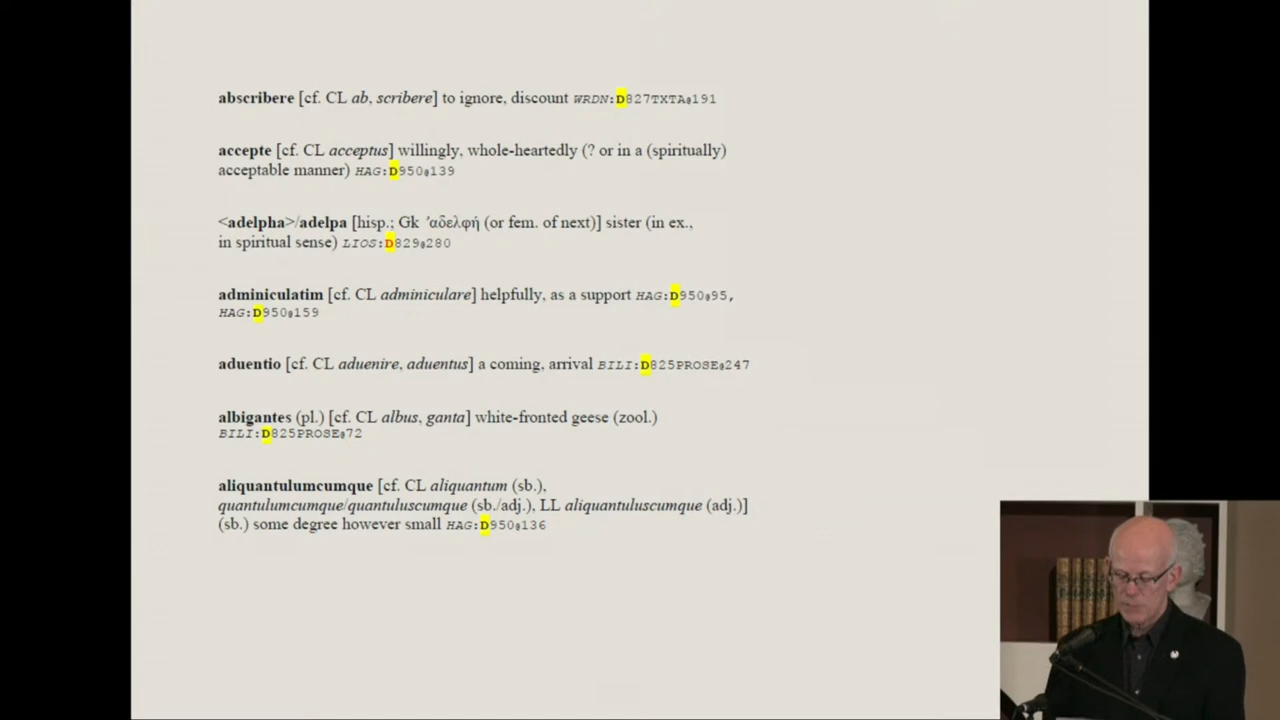 abscribere [cf. CL ab, scribere] to ignore, discount WRDN:D827TXTA@191
accepte [cf. CL acceptus] willingly, whole-heartedly (? or in a (spiritually)
acceptable manner) HAG:D950@139
<adelpha>/adelpa [hisp.; Gk ’αδελφή (or fem. of next)] sister (in ex.,
in spiritual sense) LIOS:D829@280
adminiculatim [cf. CL adminiculare] helpfully, as a support HAG:D950@95,
HAG:D950@159
aduentio [cf. CL aduenire, aduentus] a coming, arrival BILI:D825PROSE@247
albigantes (pl.) [cf. CL albus, ganta] white-fronted geese (zool.)
BILI:D825PROSE@72
aliquantulumcumque [cf. CL aliquantum (sb.),
quantulumcumque/quantuluscumque (sb./adj.), LL aliquantuluscumque (adj.)]
(sb.) some degree however small HAG:D950@136